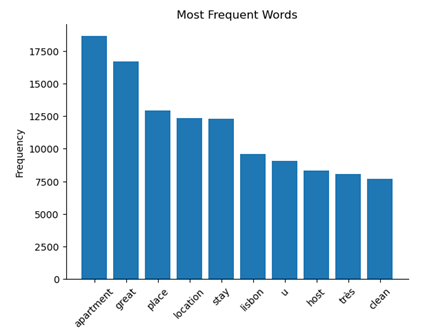 Most Frequent Words
17500
15000
12500
10000
7500
5000
2500
0
Frequency
apartment
great
place
location
stay
lisbon
u
host
très
clean